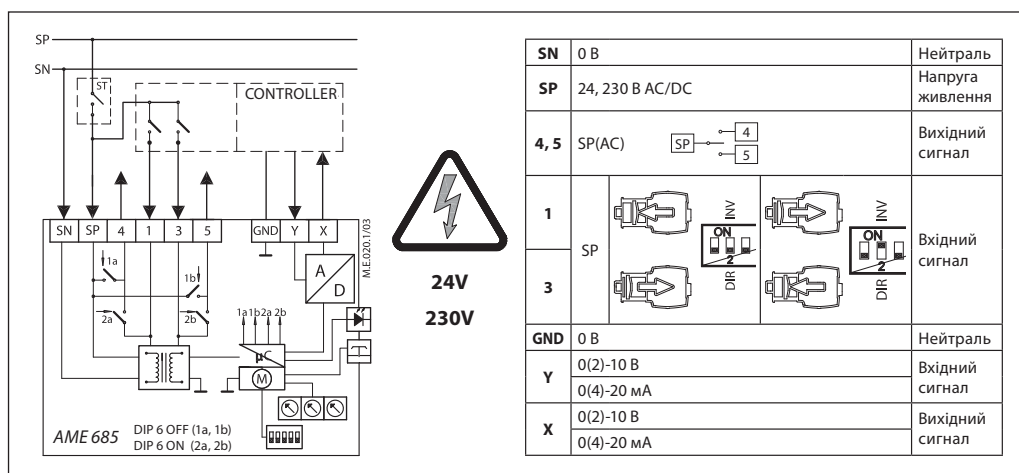 SP
SN
ST
CONTROLLER
SN SP 4 1 3 5 GND Y X
M.E.020.1/03
1a
1b
2a 2b
A
D
1a 1b 2a 2b
µC
M
AME 685
DIP 6 OFF (1a, 1b)
DIP 6 ON (2a, 2b)
24V
230V
SN 0 В Нейтраль
SP 24, 230 В AC/DC Напруга
живлення
4, 5 SP(AC) SP 4 5 Вихідний
сигнал
1
3
SP
INV
ON
2
DIR
INV
ON
2
DIR
Вхідний
сигнал
GND 0 В Нейтраль
Y
0(2)-10 В
0(4)-20 мА
Вхідний
сигнал
X
0(2)-10 В
0(4)-20 мА
Вихідний
сигнал